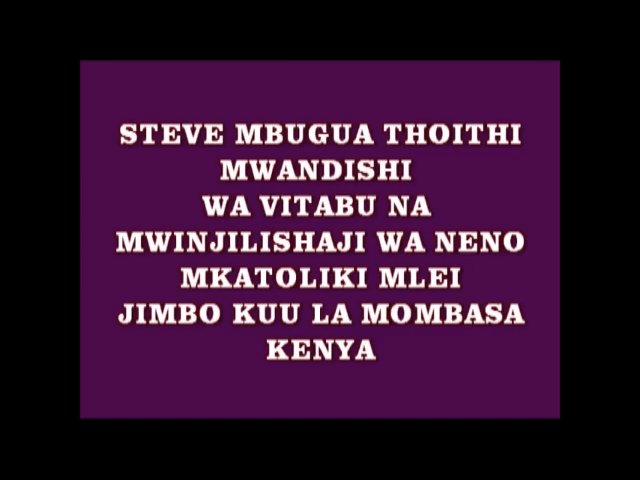 STEVE MBUGUA THOITHI
MWANDISHI
WA VITABU NA
MWINJILISHAJI WA NENO
MKATOLIKI MLEI
JIMBO KUU LA MOMBASA
KENYA